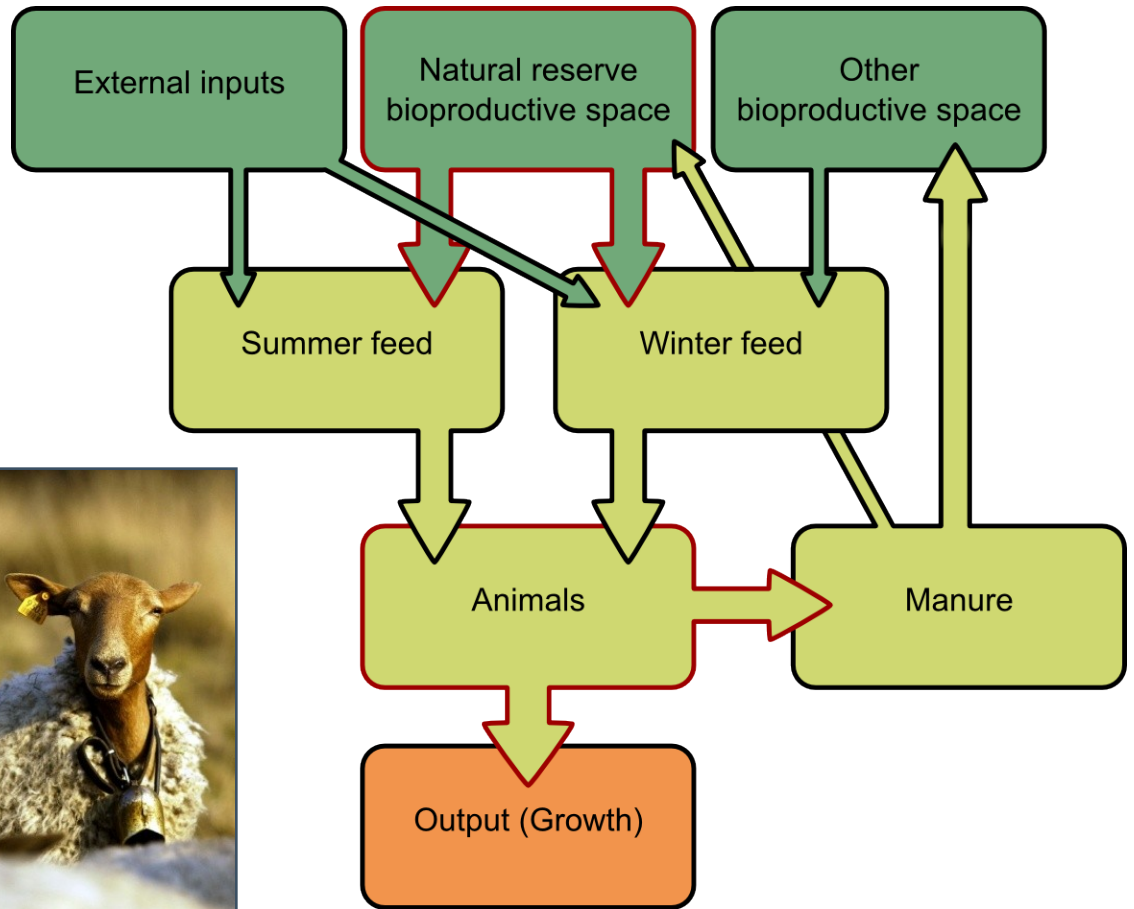 External inputs
Natural reserve
bioproductive space
Other
bioproductive space
Summer feed
Winter feed
Animals
Manure
Output (Growth)